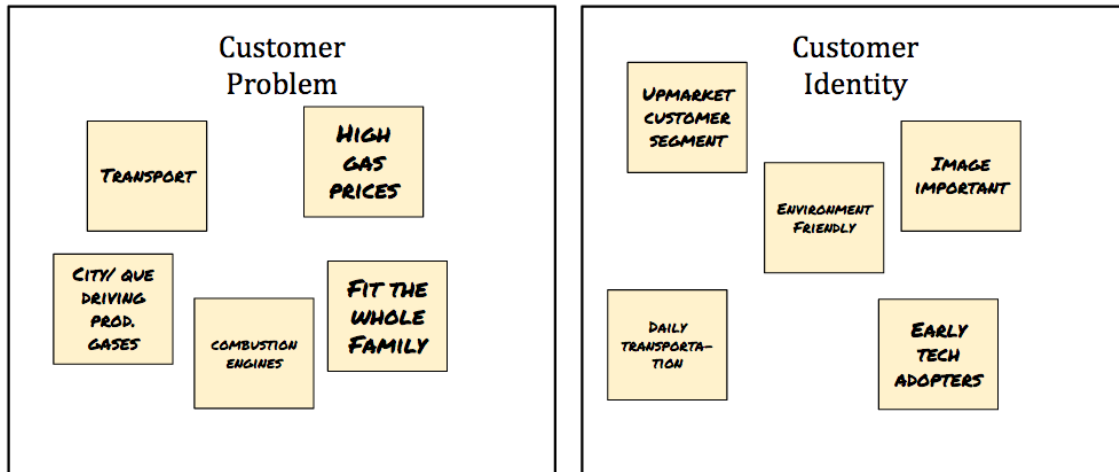 Customer
Problem
TRANSPORT
HIGH
GAS
PRICES
CITY/ QUE
DRIVING
PROD.
GASES
COMBUSTION
ENGINES
FIT THE
WHOLE
FAMILY
Customer
Identity
UPMARKET
CUSTOMER
SEGMENT
ENVIRONMENT
FRIENDLY
IMAGE
IMPORTANT
DAILY
TRANSPORTA-
TION
EARLY
TECH
ADOPTERS